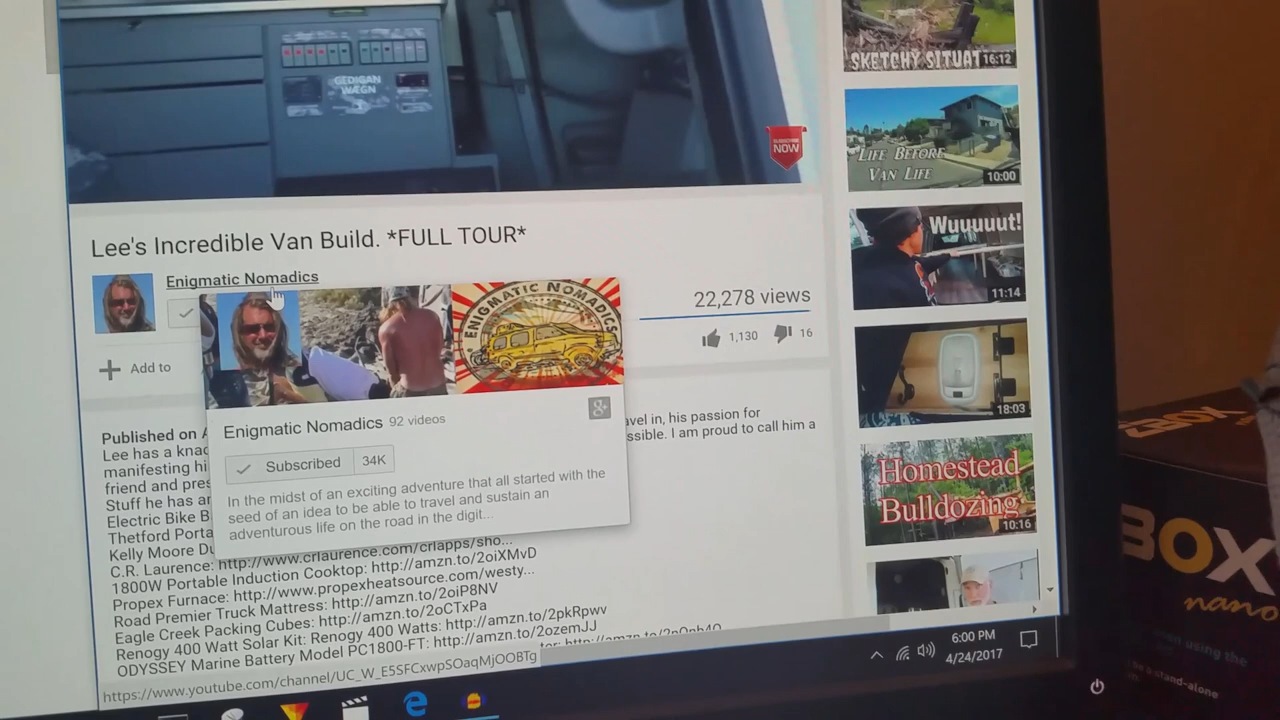 GEDIGAN
WÆGN
SUBSCRIBE
NOW
Lee's Incredible Van Build. *FULL TOUR*
Enigmatic Nomadics
ENIGMATIC NOMADICS
22,278 views
1,130
16
Add to
Enigmatic Nomadics 92 videos
g+
Subscribed 34K
In the midst of an exciting adventure that all started with the
seed of an idea to be able to travel and sustain an
adventurous life on the road in the digit...
Published on A
Lee has a knac avel in, his passion for
manifesting hi ssible. I am proud to call him a
friend and pres
Stuff he has ar
Electric Bike B
Thetford Porta
Kelly Moore Du
C.R. Laurence: http://www.crlaurence.com/crlapps/sho...
1800W Portable Induction Cooktop: http://amzn.to/2oiXMvD
Propex Furnace: http://www.propexheatsource.com/westy...
Road Premier Truck Mattress: http://amzn.to/2oiP8NV
Eagle Creek Packing Cubes: http://amzn.to/2oCTxPa
Renogy 400 Watt Solar Kit: Renogy 400 Watts: http://amzn.to/2pkRpwv
ODYSSEY Marine Battery Model PC1800-FT: http://amzn.to/2ozemJJ
https://www.youtube.com/channel/UC_W_E5SFCxwpSOaqMjOOBTg
SKETCHY SITUAT 16:12
LIFE BEFORE
VAN LIFE
10:00
Wuuuuut!
11:14
18:03
Homestead
Bulldozing
10:16
6:00 PM
4/24/2017
BOX
BOX
nano
using the
a stand-alone